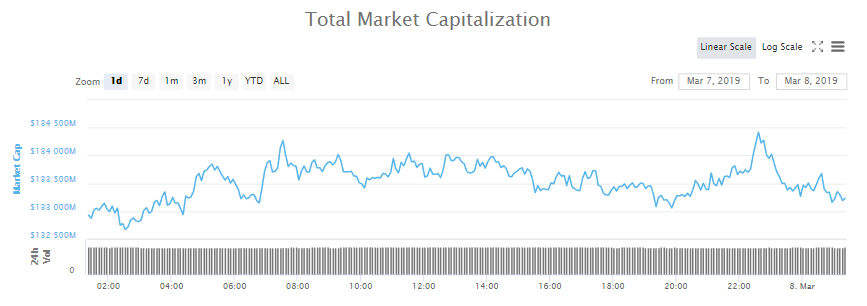 Total Market Capitalization
Linear Scale Log Scale
Zoom 1d 7d 1m 3m 1y YTD ALL From Mar 7, 2019 To Mar 8, 2019
$134 500M
$134 000M
$133 500M
$133 000M
$132 500M
Market Cap
24h Vol
0
02:00 04:00 06:00 08:00 10:00 12:00 14:00 16:00 18:00 20:00 22:00 8. Mar